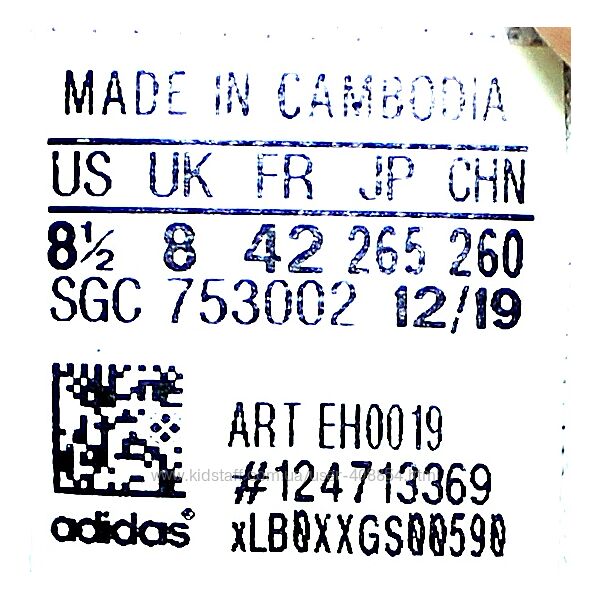 MADE IN CAMBODIA
US UK FR JP CHN
8½ 8 42 265 260
SGC 753002 12/19
ART EH0019
#124713369
adidas® xLB0XXGS00590